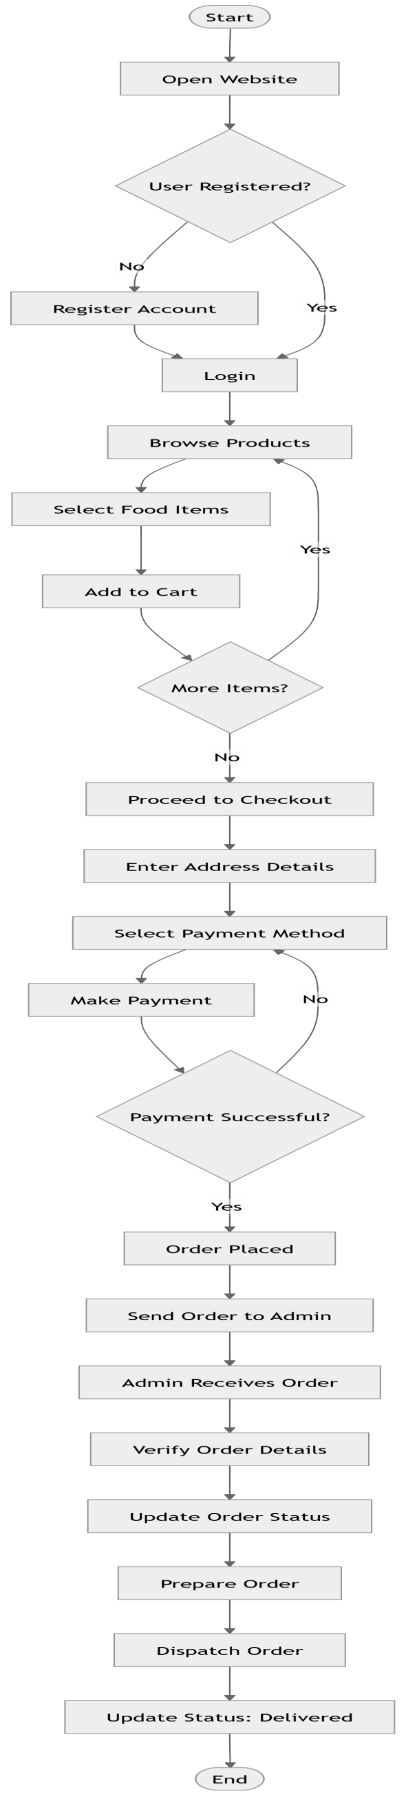 Start
Open Website
User Registered?
No
Register Account
Yes
Login
Browse Products
Select Food Items
Yes
Add to Cart
More Items?
No
Proceed to Checkout
Enter Address Details
Select Payment Method
Make Payment
No
Payment Successful?
Yes
Order Placed
Send Order to Admin
Admin Receives Order
Verify Order Details
Update Order Status
Prepare Order
Dispatch Order
Update Status: Delivered
End